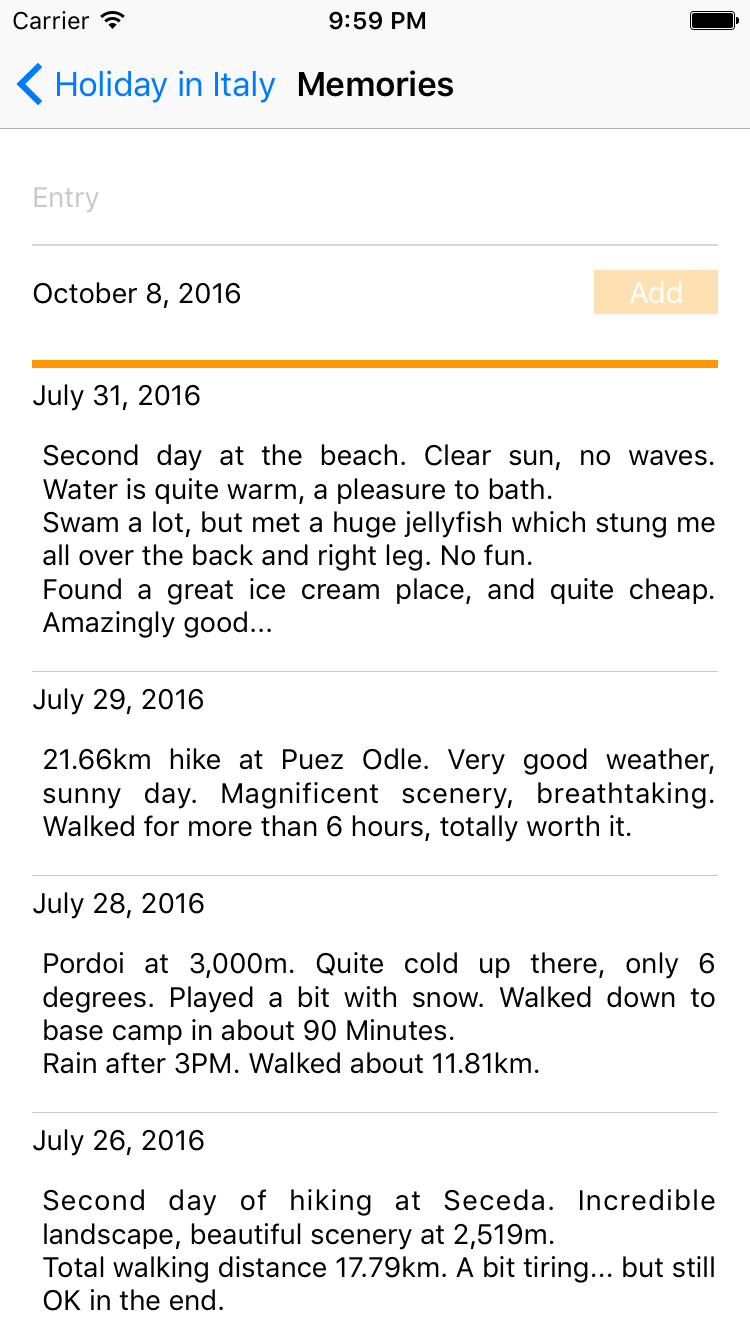 Carrier 9:59 PM
Holiday in Italy Memories
Entry
October 8, 2016 Add
July 31, 2016
Second day at the beach. Clear sun, no waves.
Water is quite warm, a pleasure to bath.
Swam a lot, but met a huge jellyfish which stung me
all over the back and right leg. No fun.
Found a great ice cream place, and quite cheap.
Amazingly good...
July 29, 2016
21.66km hike at Puez Odle. Very good weather,
sunny day. Magnificent scenery, breathtaking.
Walked for more than 6 hours, totally worth it.
July 28, 2016
Pordoi at 3,000m. Quite cold up there, only 6
degrees. Played a bit with snow. Walked down to
base camp in about 90 Minutes.
Rain after 3PM. Walked about 11.81km.
July 26, 2016
Second day of hiking at Seceda. Incredible
landscape, beautiful scenery at 2,519m.
Total walking distance 17.79km. A bit tiring... but still
OK in the end.